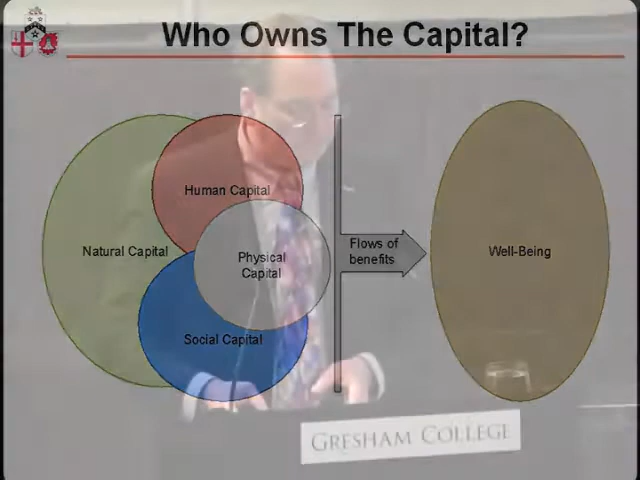 Who Owns The Capital?
Human Capital
Natural Capital
Physical
Capital
Social Capital
Flows of
benefits
Well-Being
GRESHAM COLLEGE